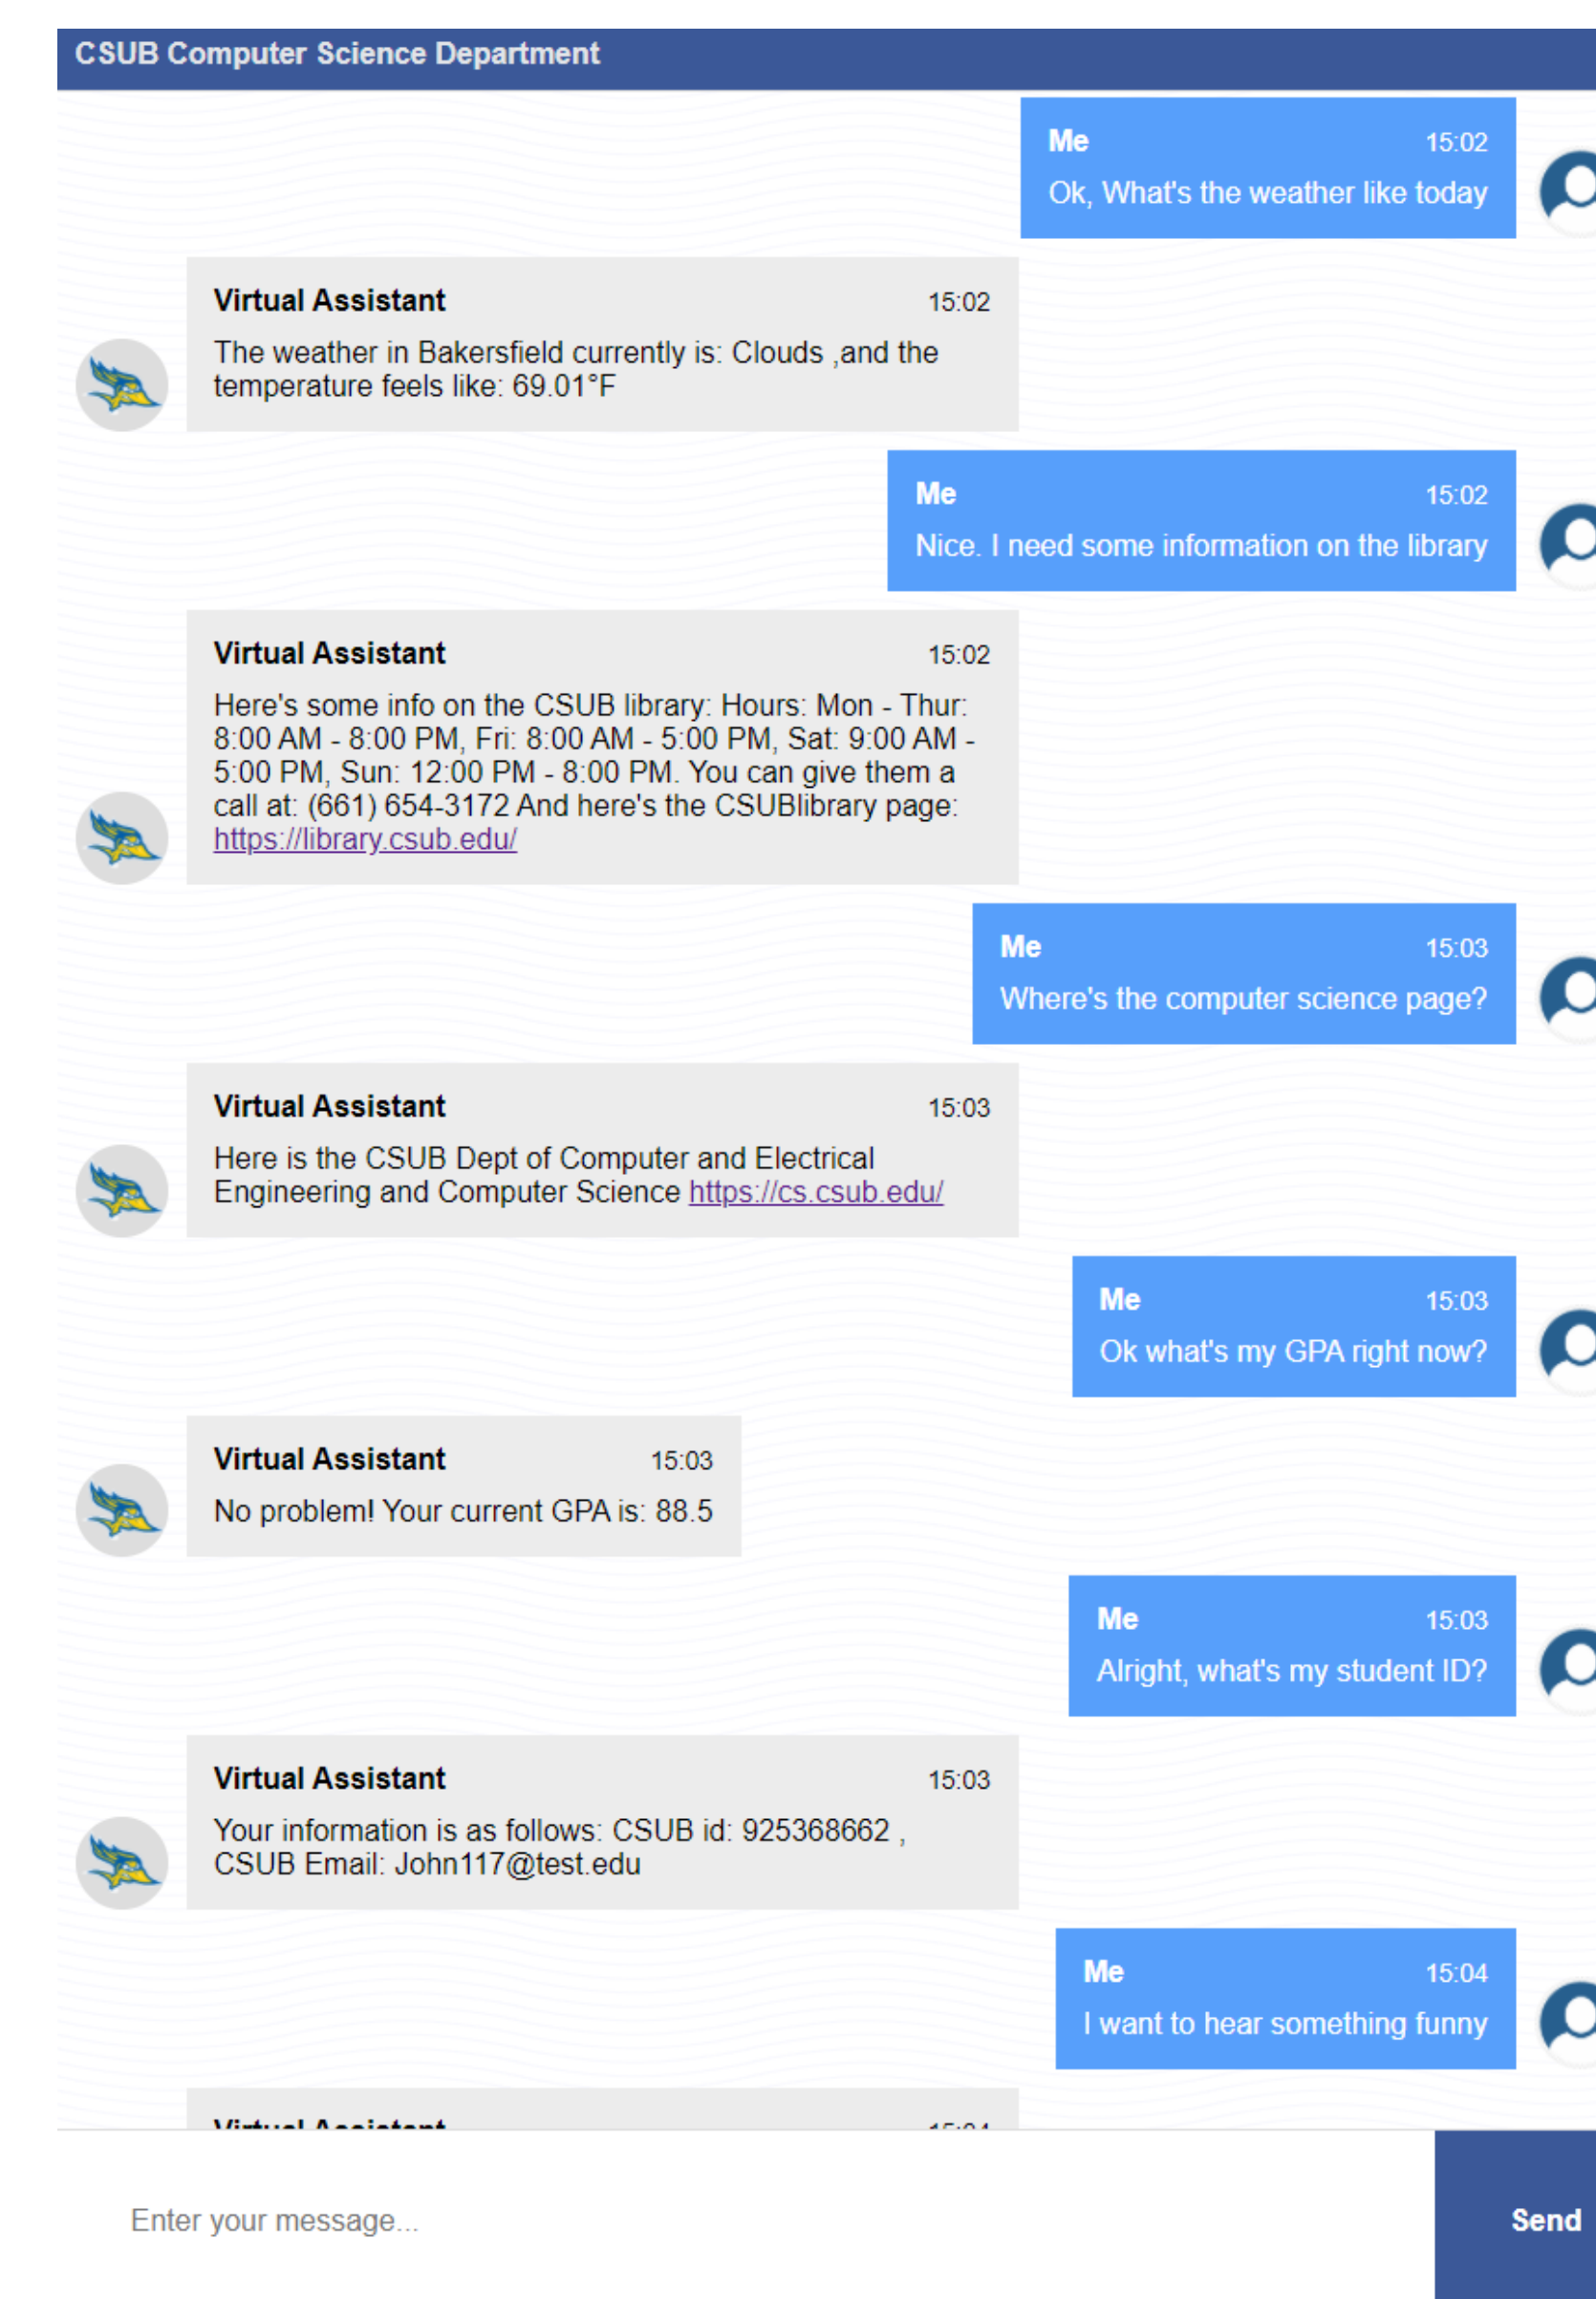 CSUB Computer Science Department
Me 15:02
Ok, What's the weather like today
Virtual Assistant 15:02
The weather in Bakersfield currently is: Clouds ,and the
temperature feels like: 69.01°F
Me 15:02
Nice. I need some information on the library
Virtual Assistant 15:02
Here's some info on the CSUB library: Hours: Mon - Thur:
8:00 AM - 8:00 PM, Fri: 8:00 AM - 5:00 PM, Sat: 9:00 AM -
5:00 PM, Sun: 12:00 PM - 8:00 PM. You can give them a
call at: (661) 654-3172 And here's the CSUBlibrary page:
https://library.csub.edu/
Me 15:03
Where's the computer science page?
Virtual Assistant 15:03
Here is the CSUB Dept of Computer and Electrical
Engineering and Computer Science https://cs.csub.edu/
Me 15:03
Ok what's my GPA right now?
Virtual Assistant 15:03
No problem! Your current GPA is: 88.5
Me 15:03
Alright, what's my student ID?
Virtual Assistant 15:03
Your information is as follows: CSUB id: 925368662 ,
CSUB Email: John117@test.edu
Me 15:04
I want to hear something funny
Virtual Assistant 15:04
Enter your message...
Send